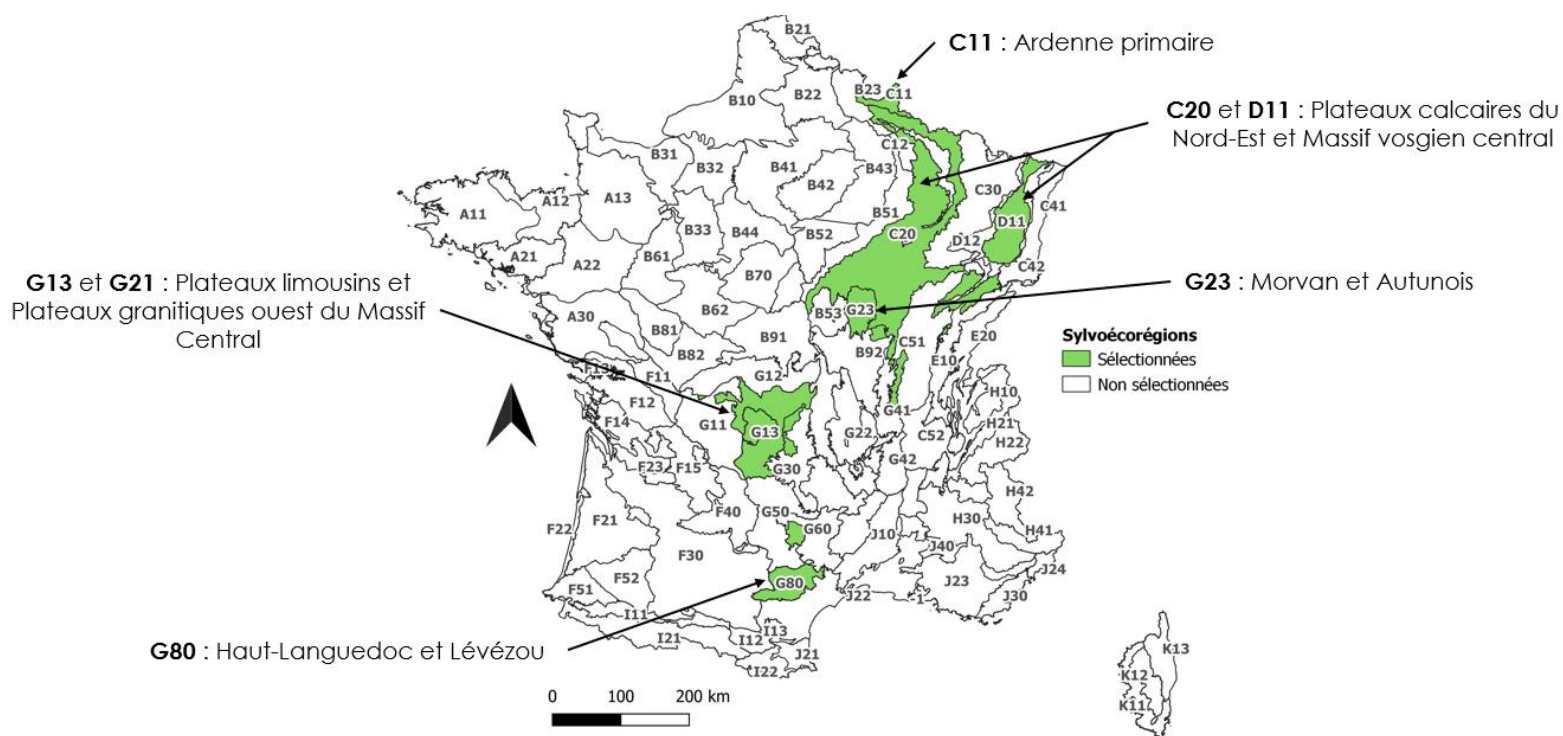 B21
C11 : Ardenne primaire
B23
C11
B22
B10
C20 et D11 : Plateaux calcaires du
Nord-Est et Massif vosgien central
C12
B31
B32
B41
B43
B42
C30
A13
A12
A11
C41
B51
D11
B33
B44
C20
B52
D12
A21
B61
A22
C42
B70
G13 et G21 : Plateaux limousins et
Plateaux granitiques ouest du Massif
Central
G23 : Morvan et Autunois
B62
B53
G23
A30
B81
B91
C51
E20
Sylvoécorégions
Sélectionnées
Non sélectionnées
B82
B92
E10
F13
F11
G12
H10
F12
G41
F14
G11
G13
G22
C52
H21
H22
G42
F23
F15
G30
H42
F40
G50
G60
H30
F22
F21
J10
H41
J40
F30
J24
F52
F51
G80
J23
J22
1
J30
I11
I13
I12
I21
J21
I22
G80 : Haut-Languedoc et Lévézou
K13
K12
K11
0 100 200 km